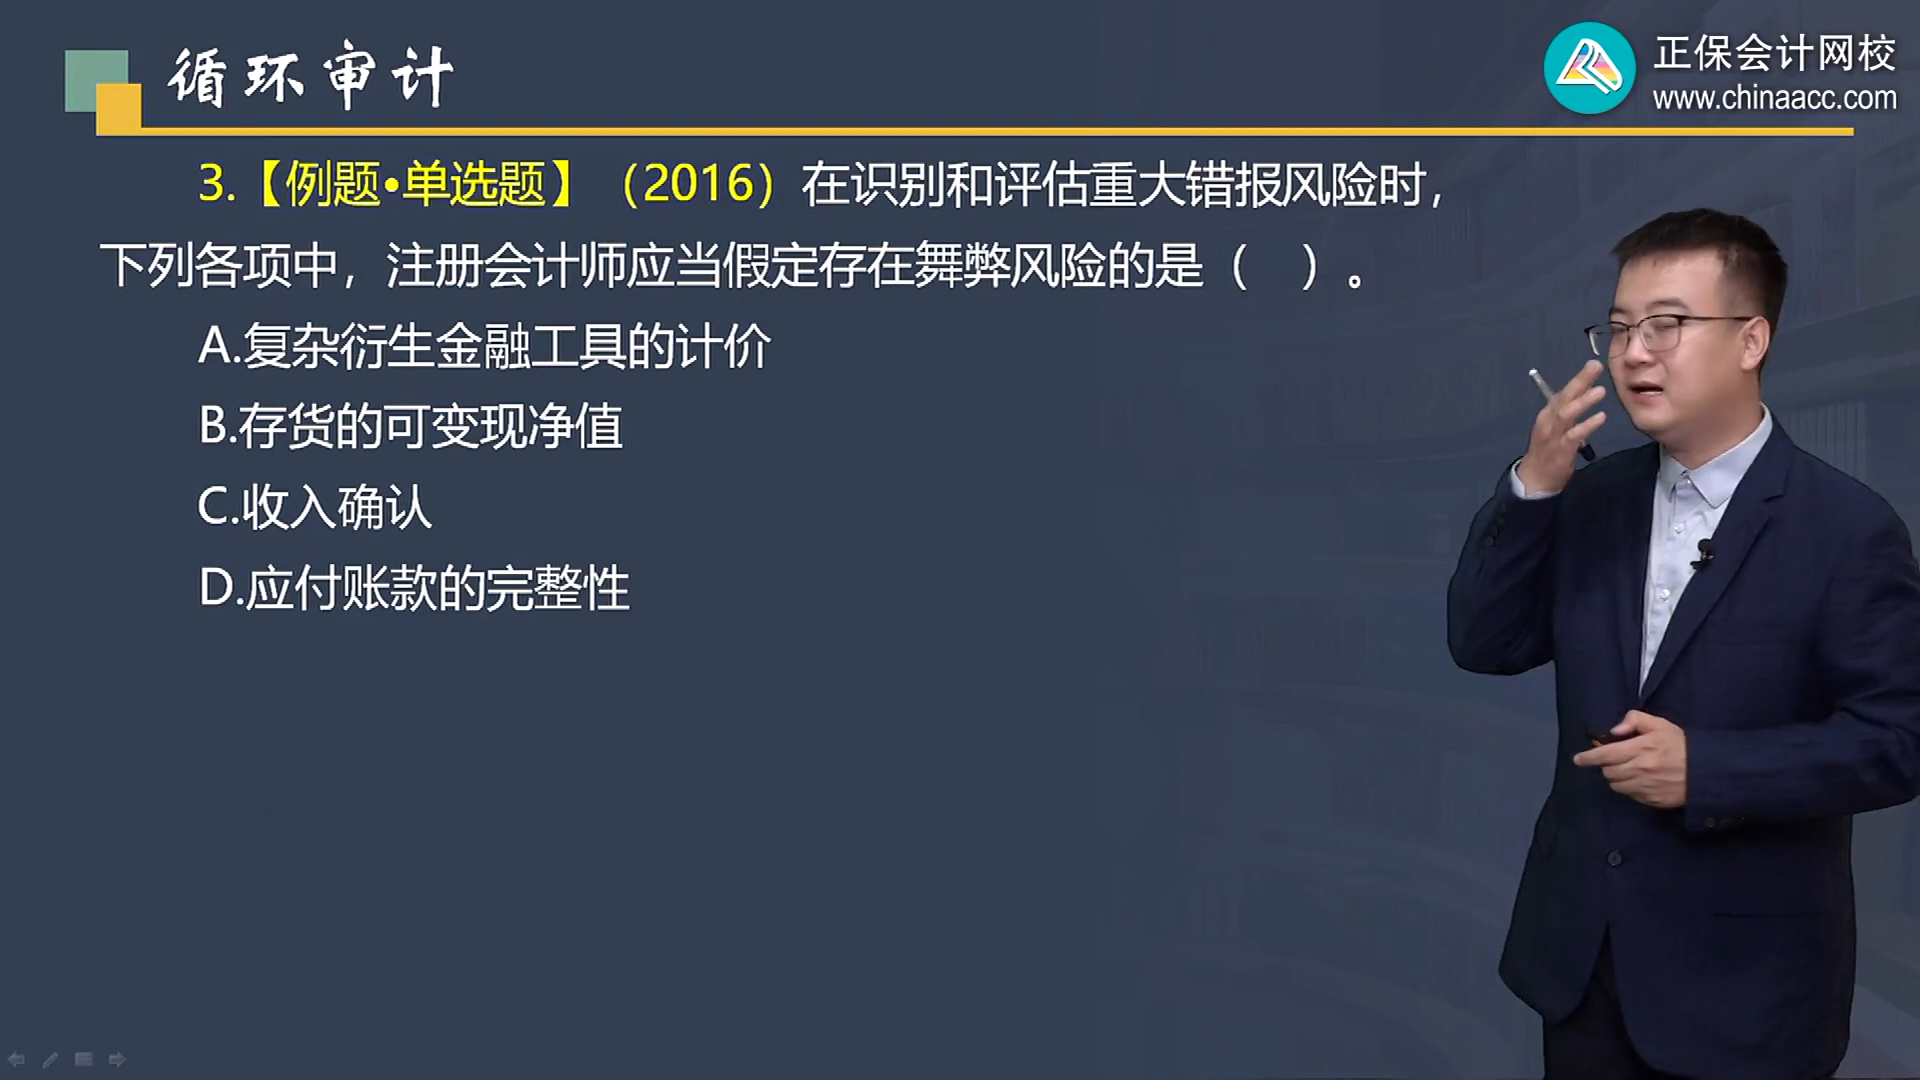 循环审计
正保会计网校
www.chinaacc.com
3.【例题•单选题】（2016）在识别和评估重大错报风险时，
下列各项中，注册会计师应当假定存在舞弊风险的是（　）。
A.复杂衍生金融工具的计价
B.存货的可变现净值
C.收入确认
D.应付账款的完整性